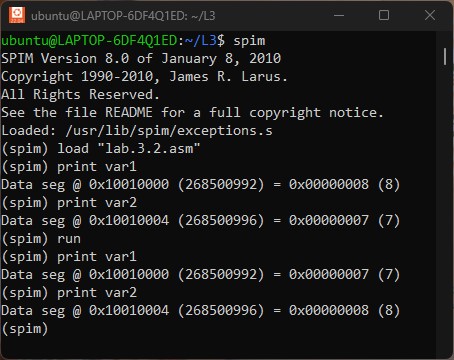 ubuntu@LAPTOP-6DF4Q1ED: ~/L3
ubuntu@LAPTOP-6DF4Q1ED:~/L3$ spim
SPIM Version 8.0 of January 8, 2010
Copyright 1990-2010, James R. Larus.
All Rights Reserved.
See the file README for a full copyright notice.
Loaded: /usr/lib/spim/exceptions.s
(spim) load "lab.3.2.asm"
(spim) print var1
Data seg @ 0x10010000 (268500992) = 0x00000008 (8)
(spim) print var2
Data seg @ 0x10010004 (268500996) = 0x00000007 (7)
(spim) run
(spim) print var1
Data seg @ 0x10010000 (268500992) = 0x00000007 (7)
(spim) print var2
Data seg @ 0x10010004 (268500996) = 0x00000008 (8)
(spim)